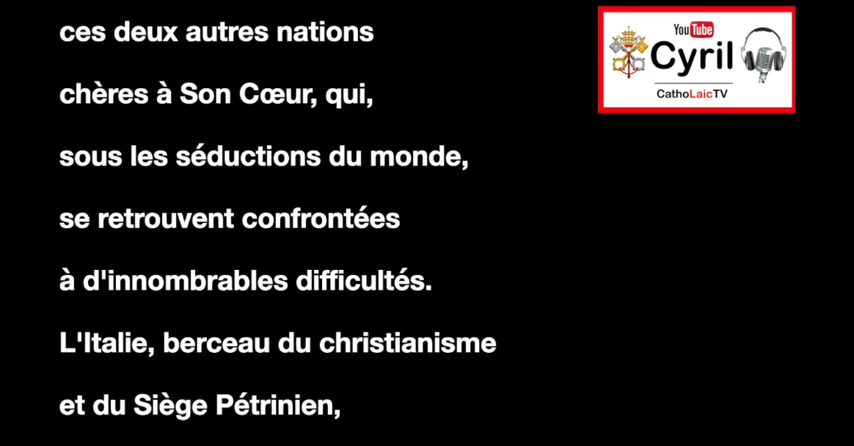 ces deux autres nations
chères à Son Cœur, qui,
sous les séductions du monde,
se retrouvent confrontées
à d'innombrables difficultés.
L'Italie, berceau du christianisme
et du Siège Pétrinien,
YouTube
Cyril
CathoLaicTV